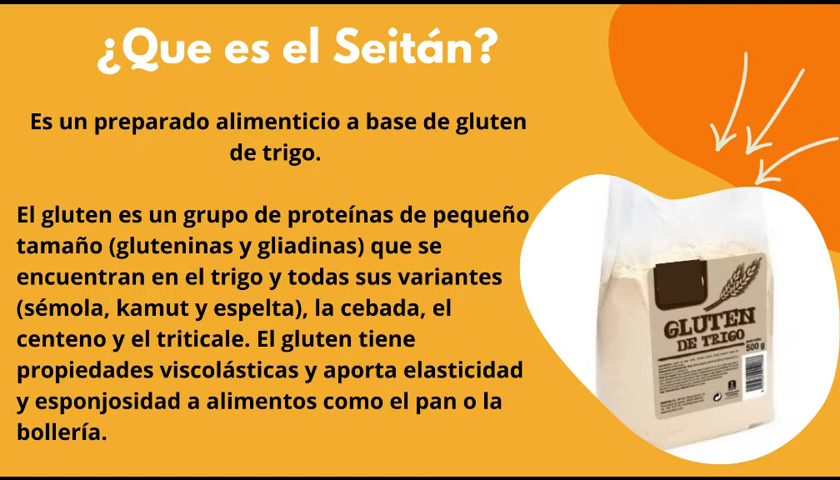 ¿Que es el Seitán?
Es un preparado alimenticio a base de gluten
de trigo.
El gluten es un grupo de proteínas de pequeño
tamaño (gluteninas y gliadinas) que se
encuentran en el trigo y todas sus variantes
(sémola, kamut y espelta), la cebada, el
centeno y el triticale. El gluten tiene
propiedades viscolásticas y aporta elasticidad
y esponjosidad a alimentos como el pan o la
bollería.
GLUTEN
DE TRIGO
500 g